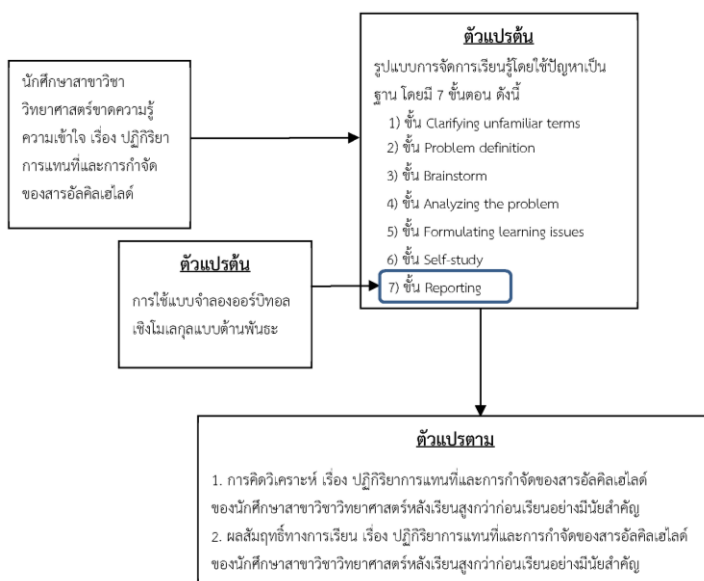 นักศึกษาสาขาวิชา
วิทยาศาสตร์ขาดความรู้
ความเข้าใจ เรื่อง ปฏิกิริยา
การแทนที่และการกำจัด
ของสารอัลคิลเฮไลด์
ตัวแปรต้น
รูปแบบการจัดการเรียนรู้โดยใช้ปัญหาเป็น
ฐาน โดยมี 7 ขั้นตอน ดังนี้
1) ขั้น Clarifying unfamiliar terms
2) ขั้น Problem definition
3) ขั้น Brainstorm
4) ขั้น Analyzing the problem
5) ขั้น Formulating learning issues
6) ขั้น Self-study
7) ขั้น Reporting
ตัวแปรต้น
การใช้แบบจำลองออร์บิทอล
เชิงโมเลกุลแบบต้านพันธะ
ตัวแปรตาม
1. การคิดวิเคราะห์ เรื่อง ปฏิกิริยาการแทนที่และการกำจัดของสารอัลคิลเฮไลด์
ของนักศึกษาสาขาวิชาวิทยาศาสตร์หลังเรียนสูงกว่าก่อนเรียนอย่างมีนัยสำคัญ
2. ผลสัมฤทธิ์ทางการเรียน เรื่อง ปฏิกิริยาการแทนที่และการกำจัดของสารอัลคิลเฮไลด์
ของนักศึกษาสาขาวิชาวิทยาศาสตร์หลังเรียนสูงกว่าก่อนเรียนอย่างมีนัยสำคัญ